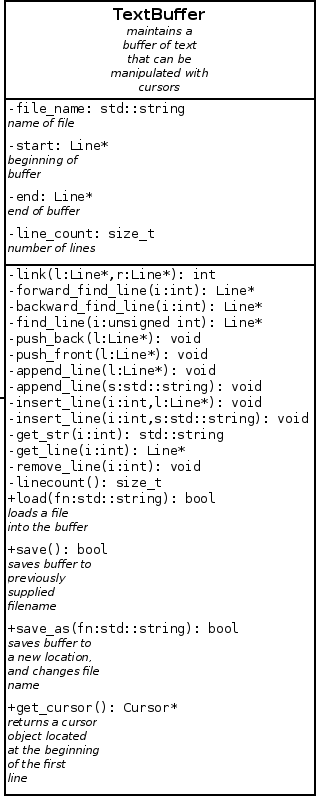 TextBuffer
maintains a
buffer of text
that can be
manipulated with
cursors
-file_name: std::string
name of file
-start: Line*
beginning of
buffer
-end: Line*
end of buffer
-line_count: size_t
number of lines
-link(l:Line*,r:Line*): int
-forward_find_line(i:int): Line*
-backward_find_line(i:int): Line*
-find_line(i:unsigned int): Line*
-push_back(l:Line*): void
-push_front(l:Line*): void
-append_line(l:Line*): void
-append_line(s:std::string): void
-insert_line(i:int,l:Line*): void
-insert_line(i:int,s:std::string): void
-get_str(i:int): std::string
-get_line(i:int): Line*
-remove_line(i:int): void
-linecount(): size_t
+load(fn:std::string): bool
loads a file
into the buffer
+save(): bool
saves buffer to
previously
supplied
filename
+save_as(fn:std::string): bool
saves buffer to
a new location,
and changes file
name
+get_cursor(): Cursor*
returns a cursor
object located
at the beginning
of the first
line